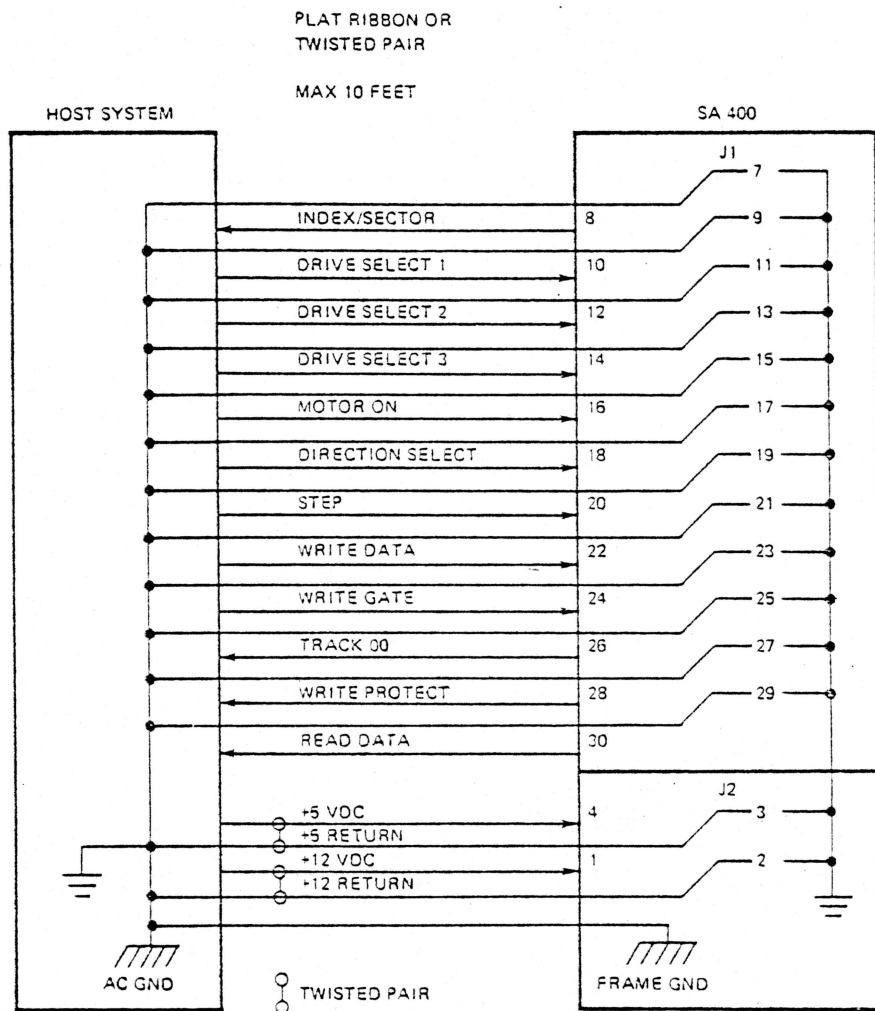 PLAT RIBBON OR
TWISTED PAIR
MAX 10 FEET
HOST SYSTEM
SA 400
J1
7
INDEX/SECTOR
8
9
DRIVE SELECT 1
10
11
DRIVE SELECT 2
12
13
DRIVE SELECT 3
14
15
MOTOR ON
16
17
DIRECTION SELECT
18
19
STEP
20
21
WRITE DATA
22
23
WRITE GATE
24
25
TRACK 00
26
27
WRITE PROTECT
28
29
READ DATA
30
J2
+5 VDC
4
3
+5 RETURN
+12 VDC
1
2
+12 RETURN
AC GND
FRAME GND
TWISTED PAIR